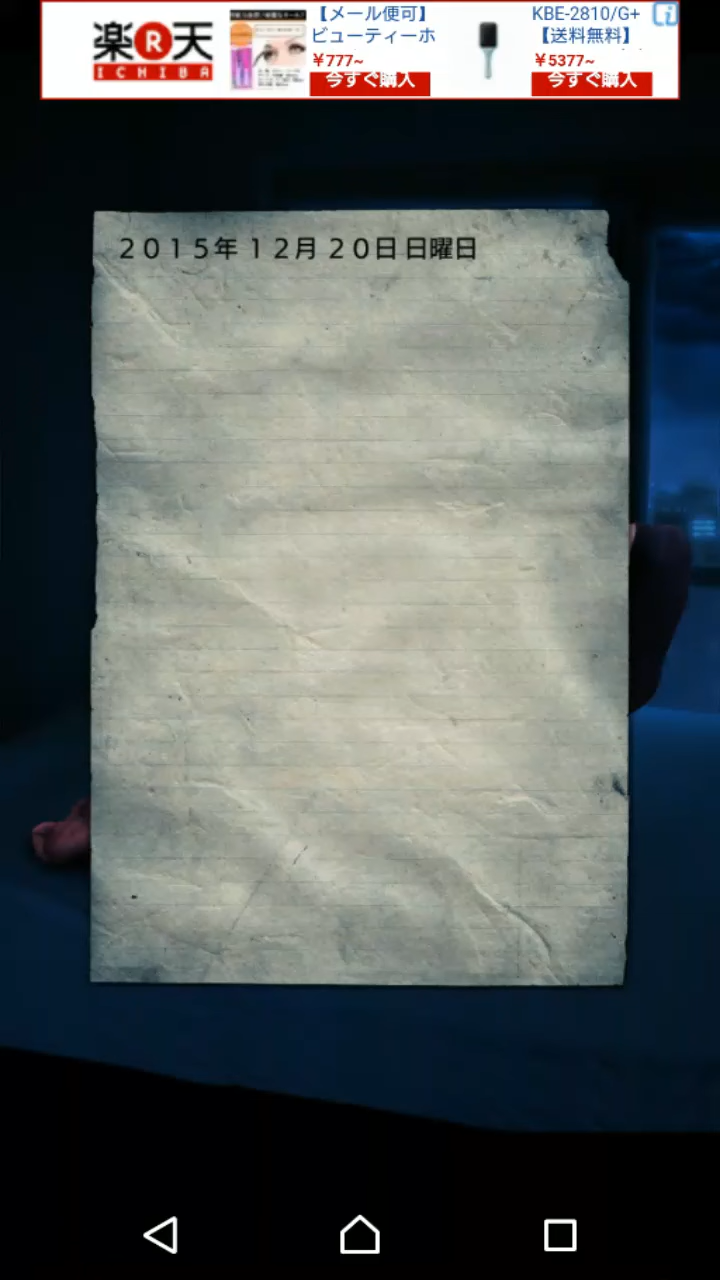 楽R天
ICHIBA
【メール便可】
ビューティーホ
¥777~
今すぐ購入
KBE-2810/G+
【送料無料】
¥5377~
今すぐ購入
2015年12月20日日曜日